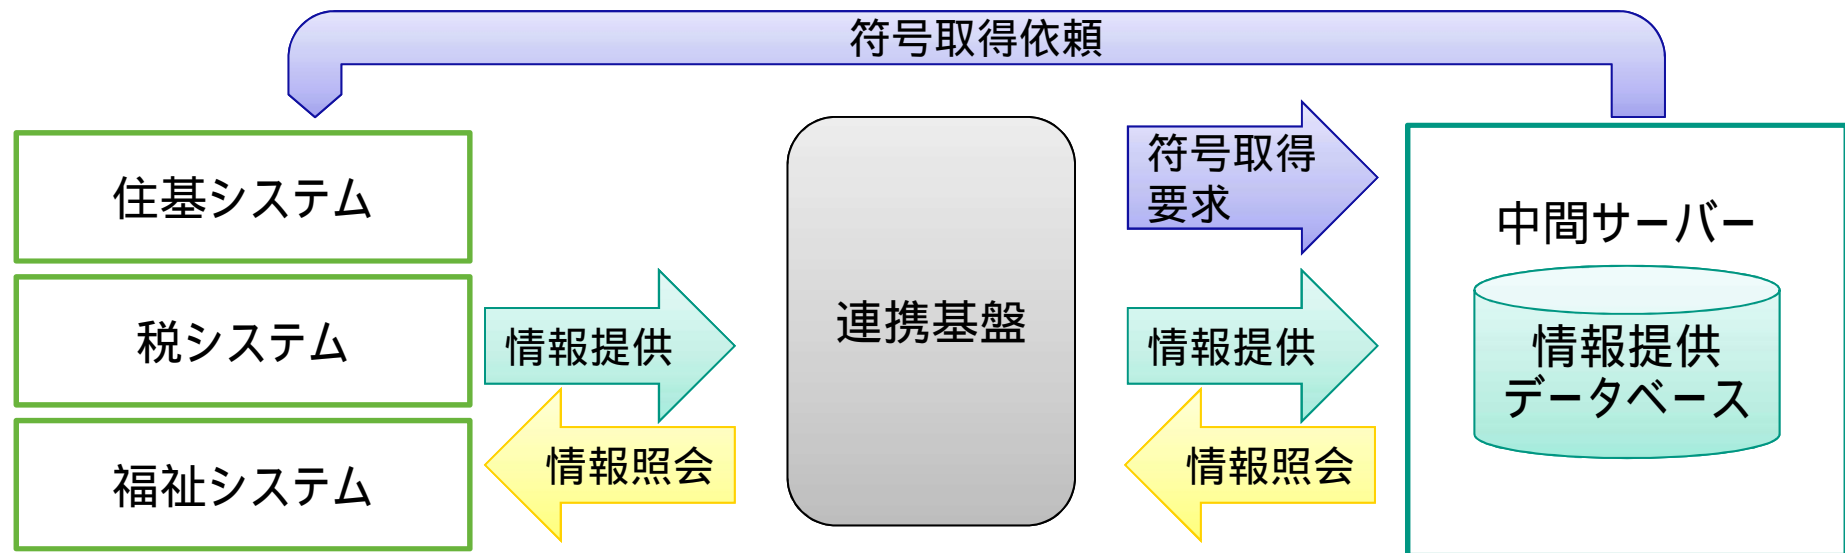 符号取得依頼
住基システム
税システム
福祉システム
情報提供
情報照会
連携基盤
符号取得
要求
情報提供
情報照会
中間サーバー
情報提供
データベース